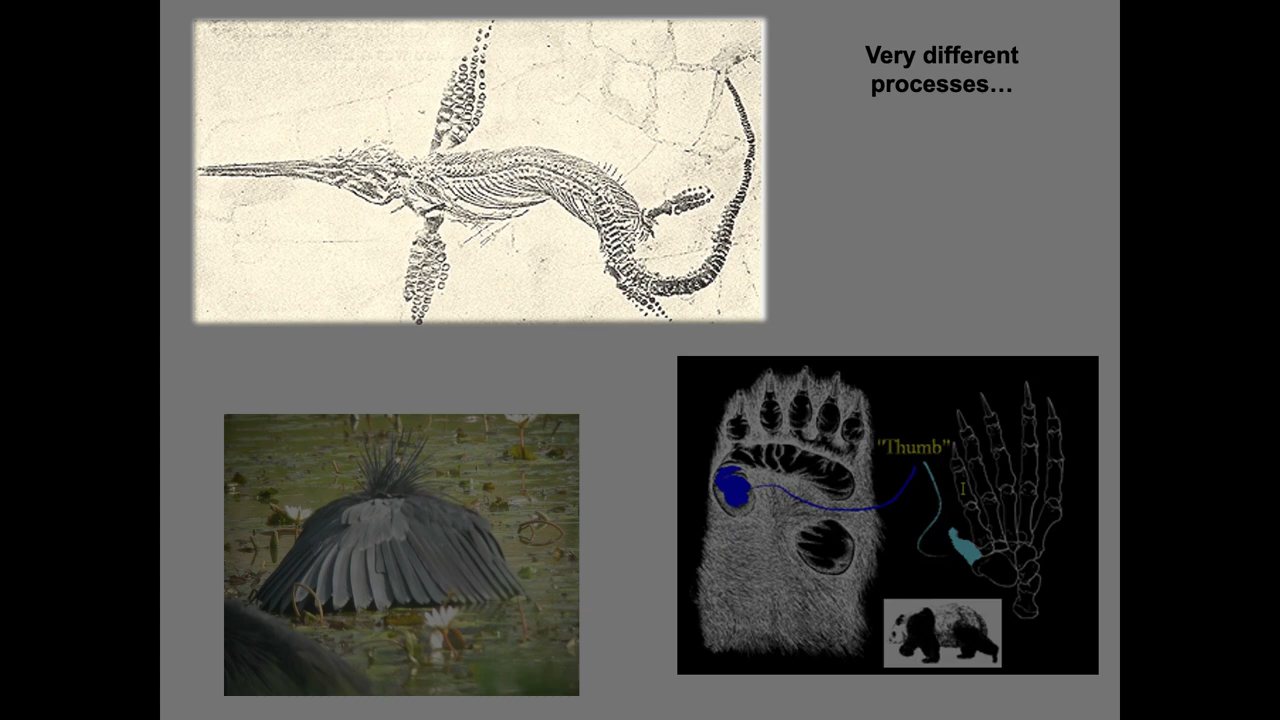 Very different
processes…
"Thumb"